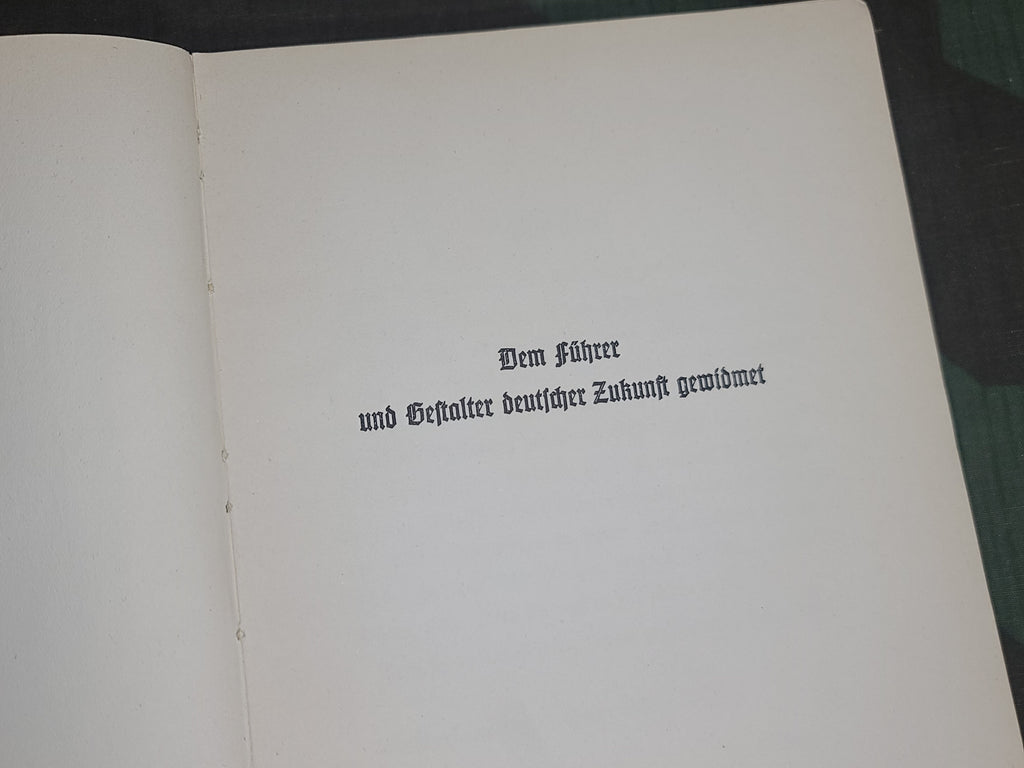 Dem Führer
und Geſtalter deutſcher Zukunft gewidmet